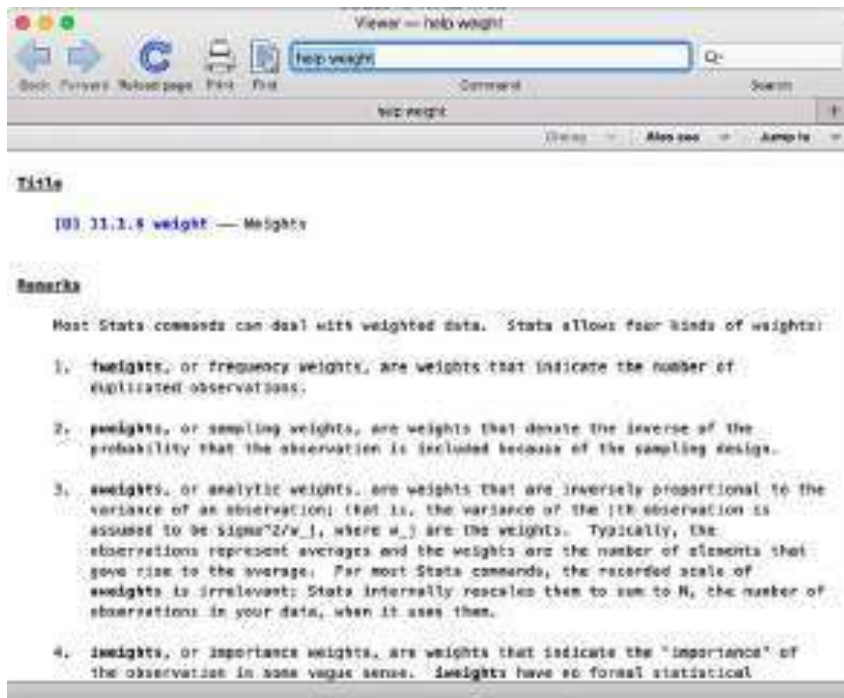 Viewer — help weight
help weight
Back Forward Reload page Print Find Command Search
help weight +
Dialog Also see Jump to
Title
[U] 11.1.6 weight — Weights
Remarks
Most Stata commands can deal with weighted data. Stata allows four kinds of weights:
1. fweights, or frequency weights, are weights that indicate the number of
duplicated observations.
2. pweights, or sampling weights, are weights that denote the inverse of the
probability that the observation is included because of the sampling design.
3. aweights, or analytic weights, are weights that are inversely proportional to the
variance of an observation; that is, the variance of the jth observation is
assumed to be sigma^2/w_j, where w_j are the weights. Typically, the
observations represent averages and the weights are the number of elements that
gave rise to the average. For most Stata commands, the recorded scale of
aweights is irrelevant; Stata internally rescales them to sum to N, the number of
observations in your data, when it uses them.
4. iweights, or importance weights, are weights that indicate the "importance" of
the observation in some vague sense. iweights have no formal statistical